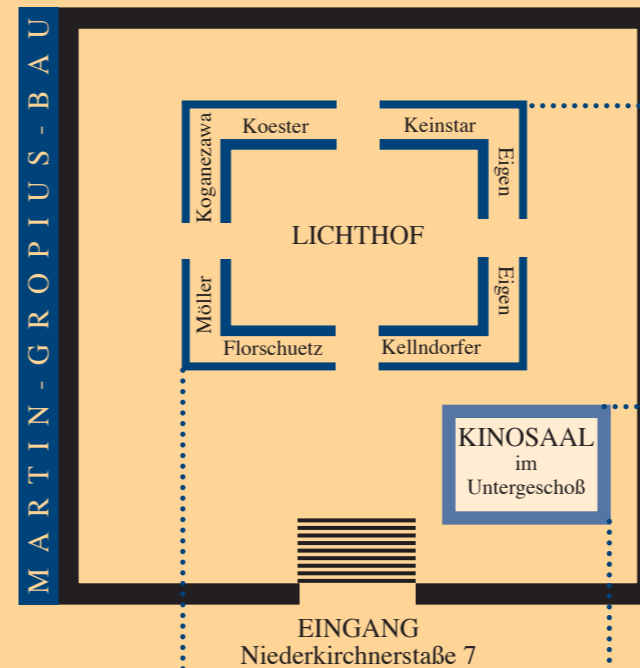 MARTIN-GROPIUS-BAU
Koester
Keinstar
Koganezawa
Eigen
LICHTHOF
Möller
Eigen
Florschuetz
Kellndorfer
KINOSAAL
im
Untergeschoß
EINGANG
Niederkirchnerstaße 7